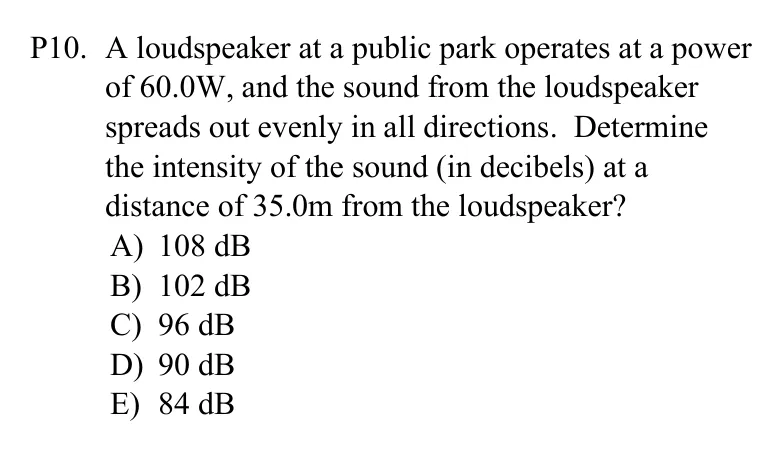 P10. A loudspeaker at a public park operates at a power
of 60.0W, and the sound from the loudspeaker
spreads out evenly in all directions. Determine
the intensity of the sound (in decibels) at a
distance of 35.0m from the loudspeaker?
A) 108 dB
B) 102 dB
C) 96 dB
D) 90 dB
E) 84 dB